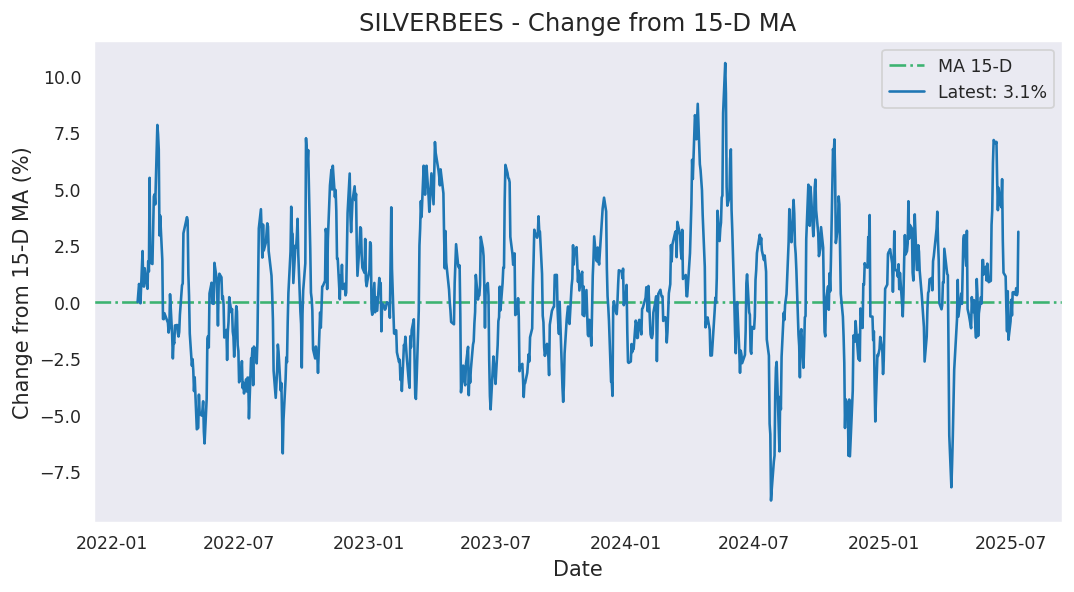 SILVERBEES - Change from 15-D MA
MA 15-D
Latest: 3.1%
Change from 15-D MA (%)
10.0
7.5
5.0
2.5
0.0
−2.5
−5.0
−7.5
2022-01 2022-07 2023-01 2023-07 2024-01 2024-07 2025-01 2025-07
Date